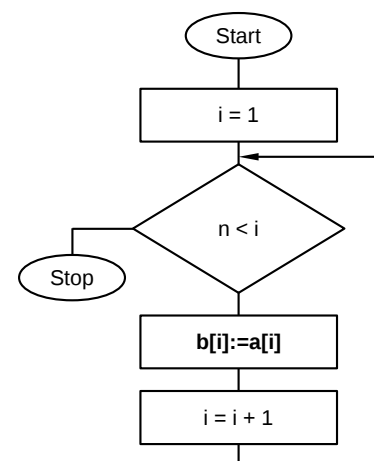 Start
i = 1
n < i
Stop
b[i]:=a[i]
i = i + 1